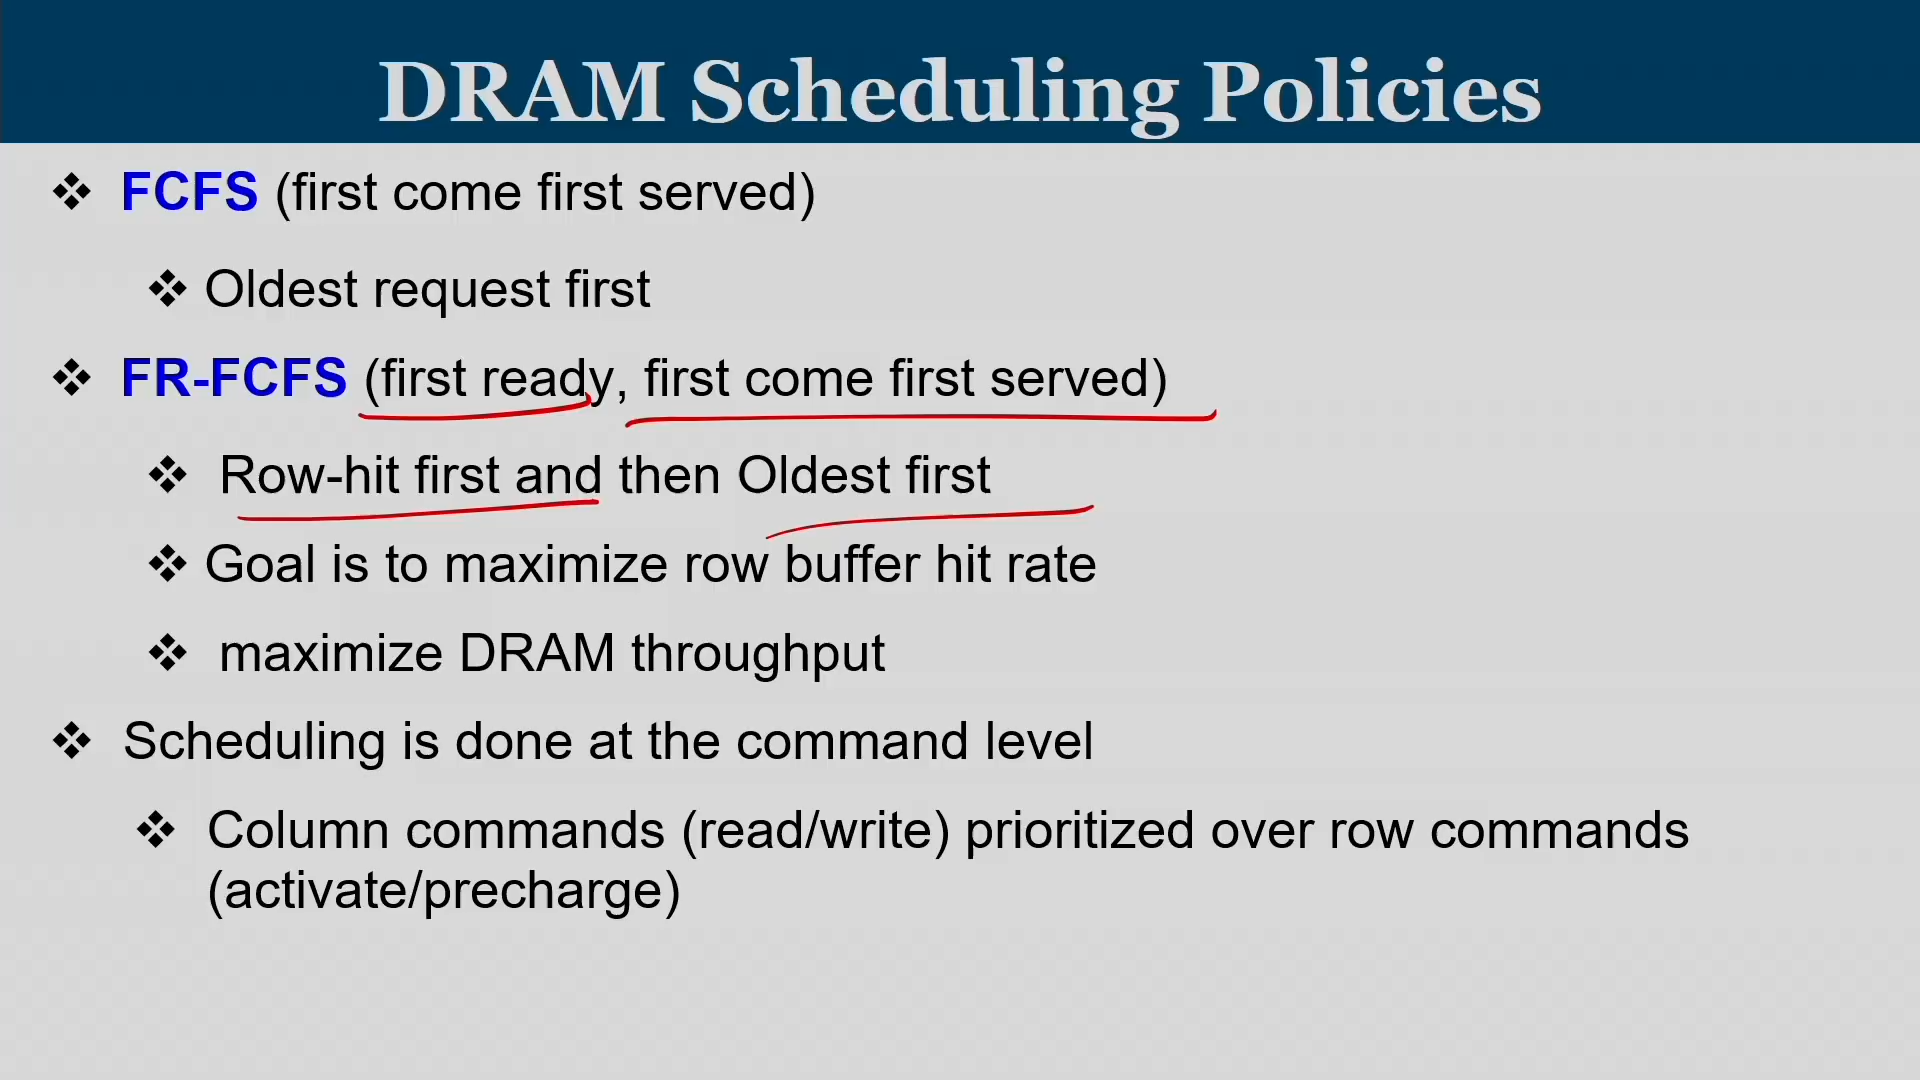 DRAM Scheduling Policies
❖ FCFS (first come first served)
❖ Oldest request first
❖ FR-FCFS (first ready, first come first served)
❖ Row-hit first and then Oldest first
❖ Goal is to maximize row buffer hit rate
❖ maximize DRAM throughput
❖ Scheduling is done at the command level
❖ Column commands (read/write) prioritized over row commands
(activate/precharge)